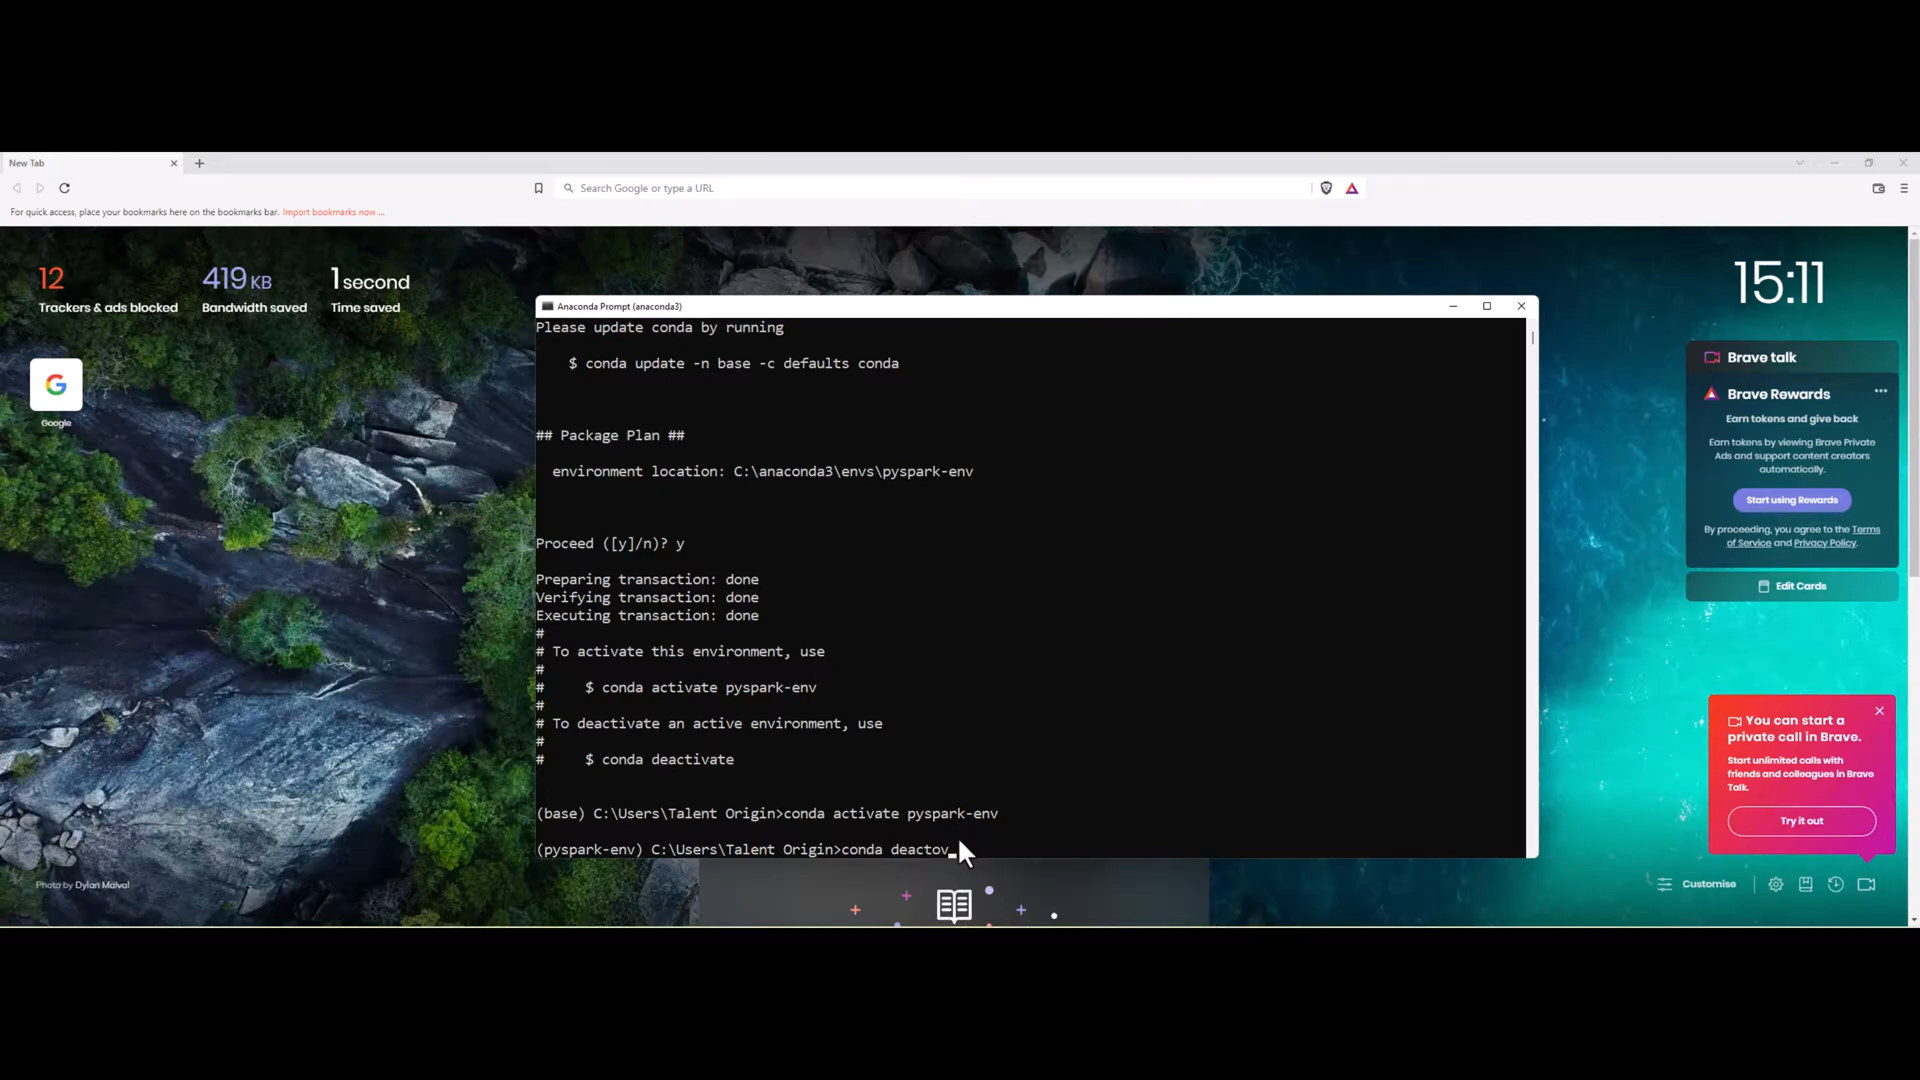 New Tab
Search Google or type a URL
For quick access, place your bookmarks here on the bookmarks bar. Import bookmarks now ...
12
Trackers & ads blocked
419 KB
Bandwidth saved
1 second
Time saved
15:11
Google
Anaconda Prompt (anaconda3)
Please update conda by running
$ conda update -n base -c defaults conda
## Package Plan ##
environment location: C:\anaconda3\envs\pyspark-env
Proceed ([y]/n)? y
Preparing transaction: done
Verifying transaction: done
Executing transaction: done
#
# To activate this environment, use
#
#     $ conda activate pyspark-env
#
# To deactivate an active environment, use
#
#     $ conda deactivate
(base) C:\Users\Talent Origin>conda activate pyspark-env
(pyspark-env) C:\Users\Talent Origin>conda deactov_
Brave talk
Brave Rewards
Earn tokens and give back
Earn tokens by viewing Brave Private
Ads and support content creators
automatically.
Start using Rewards
By proceeding, you agree to the Terms
of Service and Privacy Policy.
Edit Cards
You can start a
private call in Brave.
Start unlimited calls with
friends and colleagues in Brave
Talk.
Try it out
Photo by Dylan Malval
Customise